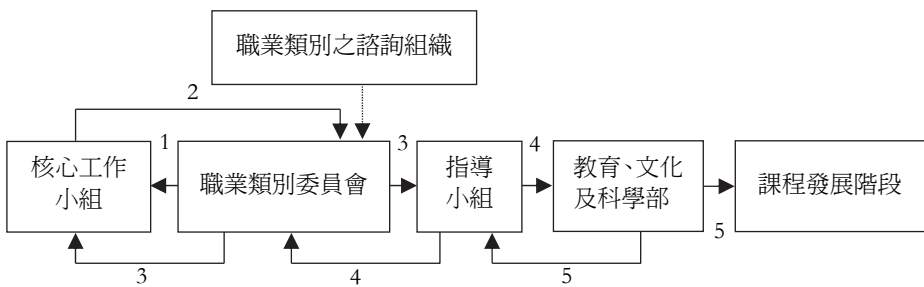 職業類別之諮詢組織
2
1
3
4
核心工作
小組
職業類別委員會
指導
小組
教育、文化
及科學部
課程發展階段
5
3
4
5